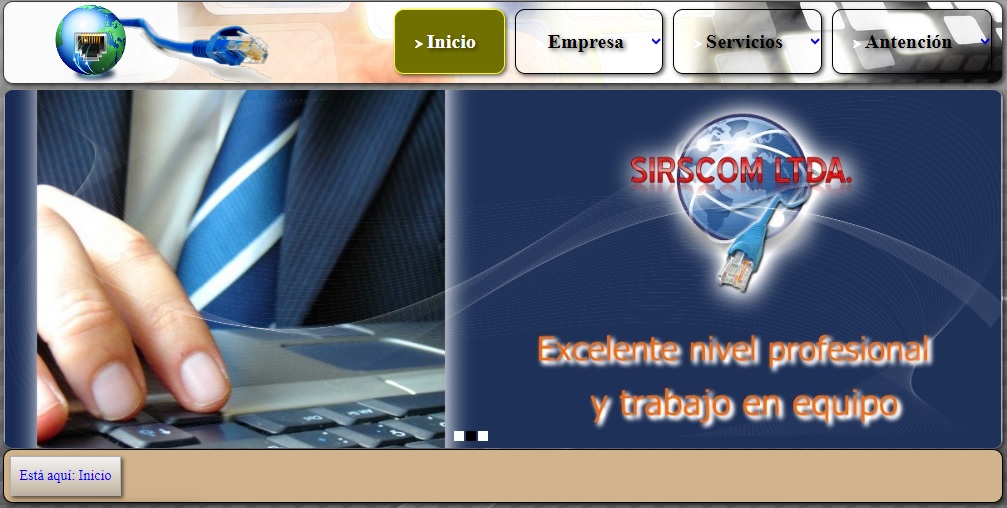 Inicio
Empresa
Servicios
Antención
SIRSCOM LTDA.
Excelente nivel profesional
y trabajo en equipo
Está aquí: Inicio